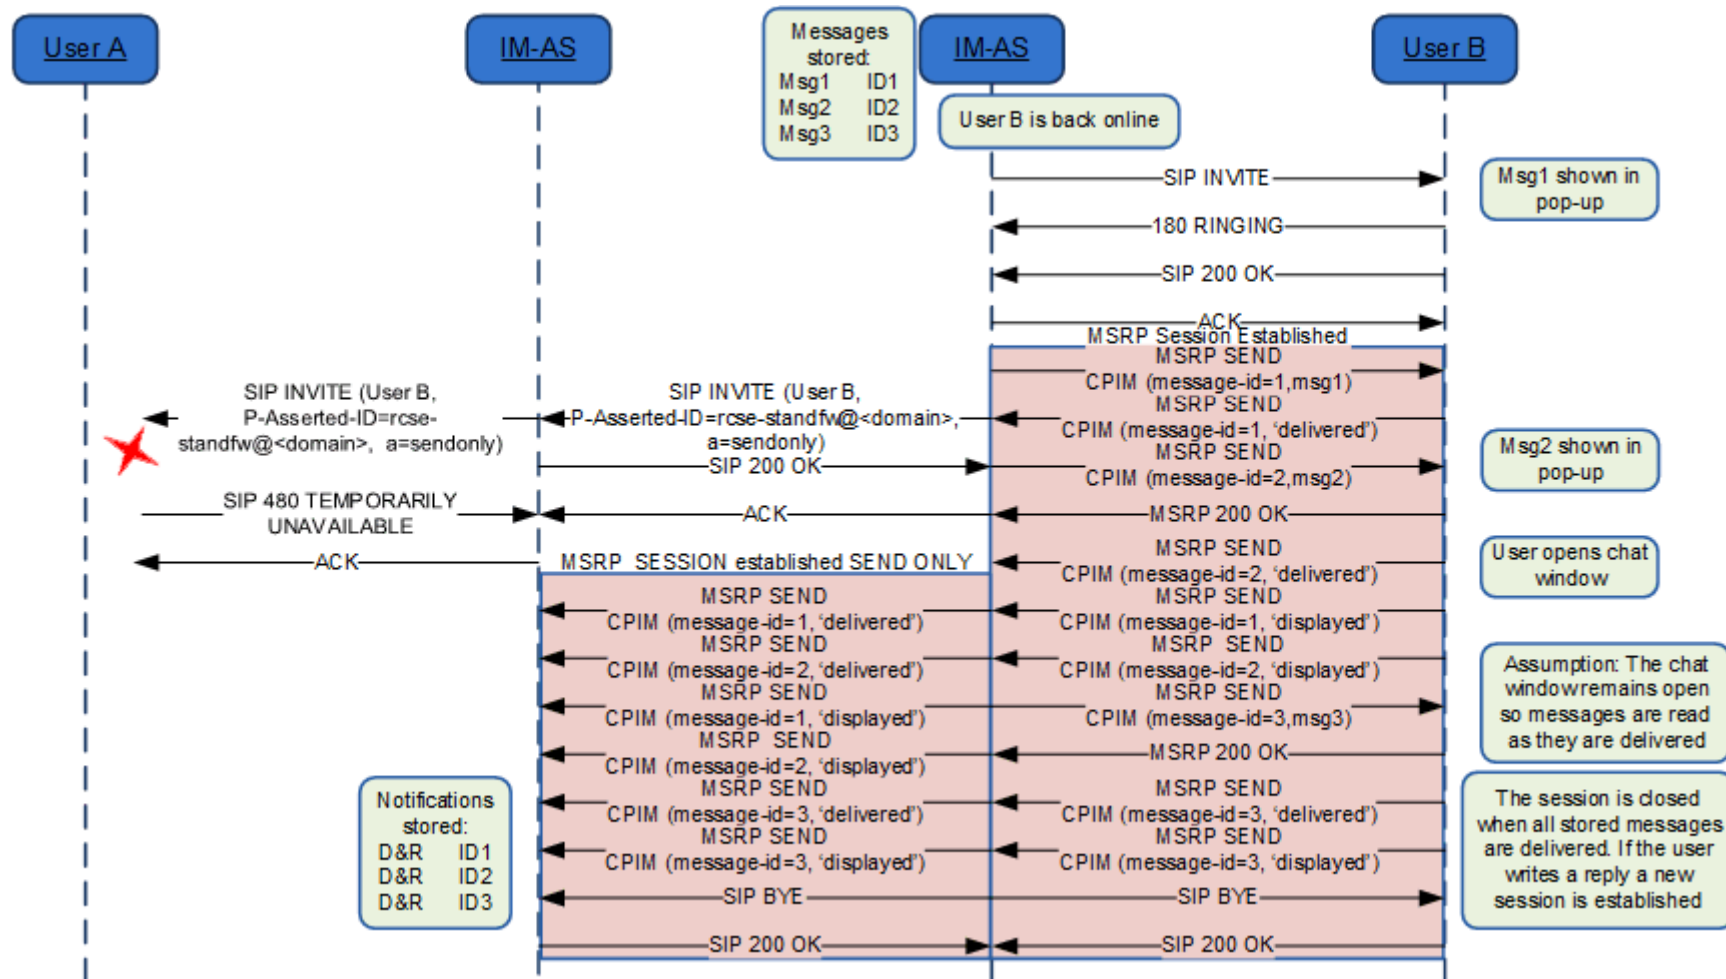 User A
IM-AS
Messages
stored:
Msg1 ID1
Msg2 ID2
Msg3 ID3
IM-AS
User B
User B is back online
SIP INVITE
Msg1 shown in
pop-up
180 RINGING
SIP 200 OK
ACK
MSRP Session Established
MSRP SEND
CPIM (message-id=1,msg1)
SIP INVITE (User B,
P-Asserted-ID=rcse-
standfw@<domain>, a=sendonly)
SIP INVITE (User B,
P-Asserted-ID=rcse-standfw@<domain>,
a=sendonly)
MSRP SEND
CPIM (message-id=1, ‘delivered’)
SIP 200 OK
MSRP SEND
CPIM (message-id=2,msg2)
Msg2 shown in
pop-up
SIP 480 TEMPORARILY
UNAVAILABLE
ACK
MSRP 200 OK
ACK
MSRP SESSION established SEND ONLY
MSRP SEND
CPIM (message-id=2, ‘delivered’)
User opens chat
window
MSRP SEND
CPIM (message-id=1, ‘delivered’)
MSRP SEND
CPIM (message-id=1, ‘displayed’)
MSRP SEND
CPIM (message-id=2, ‘delivered’)
MSRP SEND
CPIM (message-id=2, ‘displayed’)
Assumption: The chat
window remains open
so messages are read
as they are delivered
MSRP SEND
CPIM (message-id=1, ‘displayed’)
MSRP SEND
CPIM (message-id=3,msg3)
MSRP SEND
CPIM (message-id=2, ‘displayed’)
MSRP 200 OK
Notifications
stored:
D&R ID1
D&R ID2
D&R ID3
MSRP SEND
CPIM (message-id=3, ‘delivered’)
MSRP SEND
CPIM (message-id=3, ‘delivered’)
The session is closed
when all stored messages
are delivered. If the user
writes a reply a new
session is established
MSRP SEND
CPIM (message-id=3, ‘displayed’)
MSRP SEND
CPIM (message-id=3, ‘displayed’)
SIP BYE
SIP BYE
SIP 200 OK
SIP 200 OK